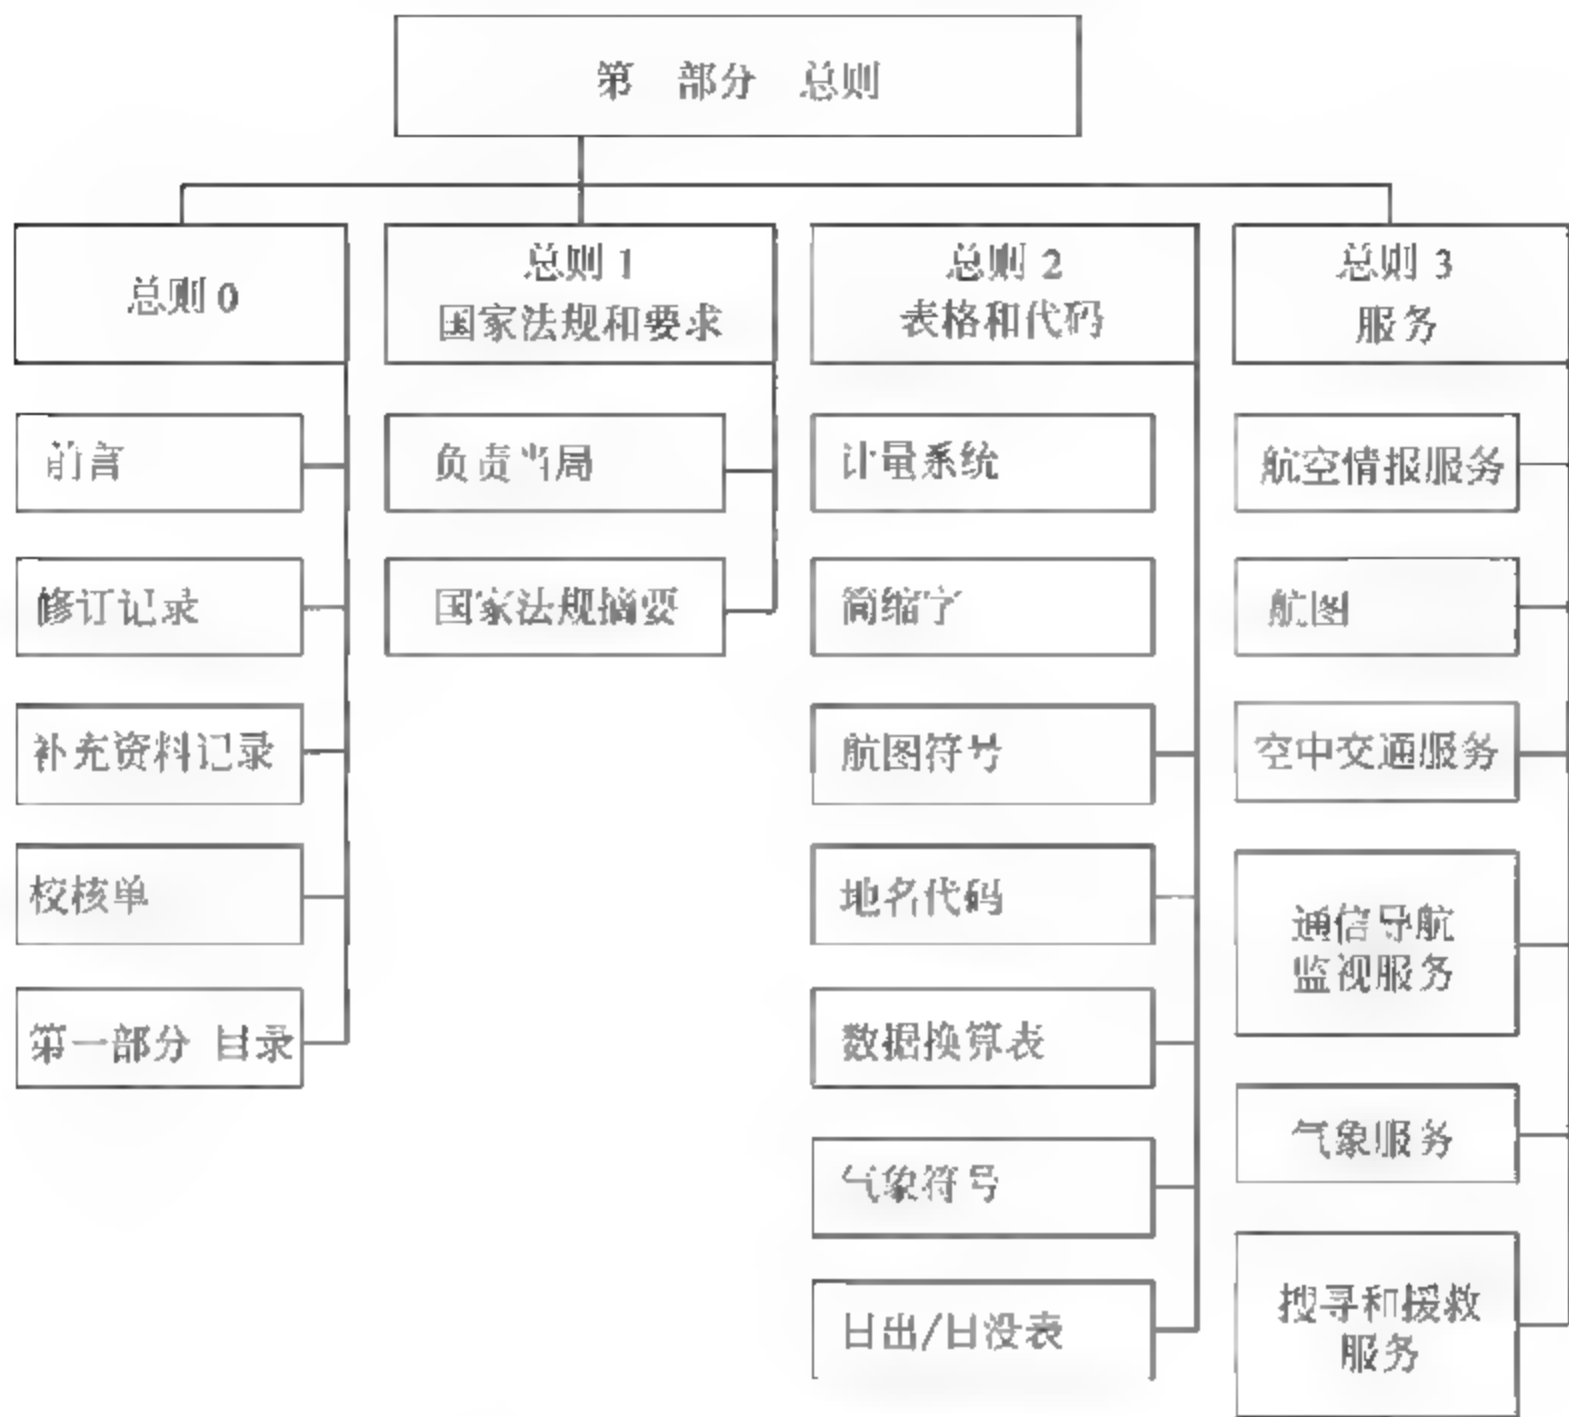 第 部分 总则
总则 0
前言
修订记录
补充资料记录
校核单
第一部分 目录
总则 1
国家法规和要求
负责当局
国家法规摘要
总则 2
表格和代码
计量系统
简缩字
航图符号
地名代码
数据换算表
气象符号
日出/日没表
总则 3
服务
航空情报服务
航图
空中交通服务
通信导航
监视服务
气象服务
搜寻和援救
服务